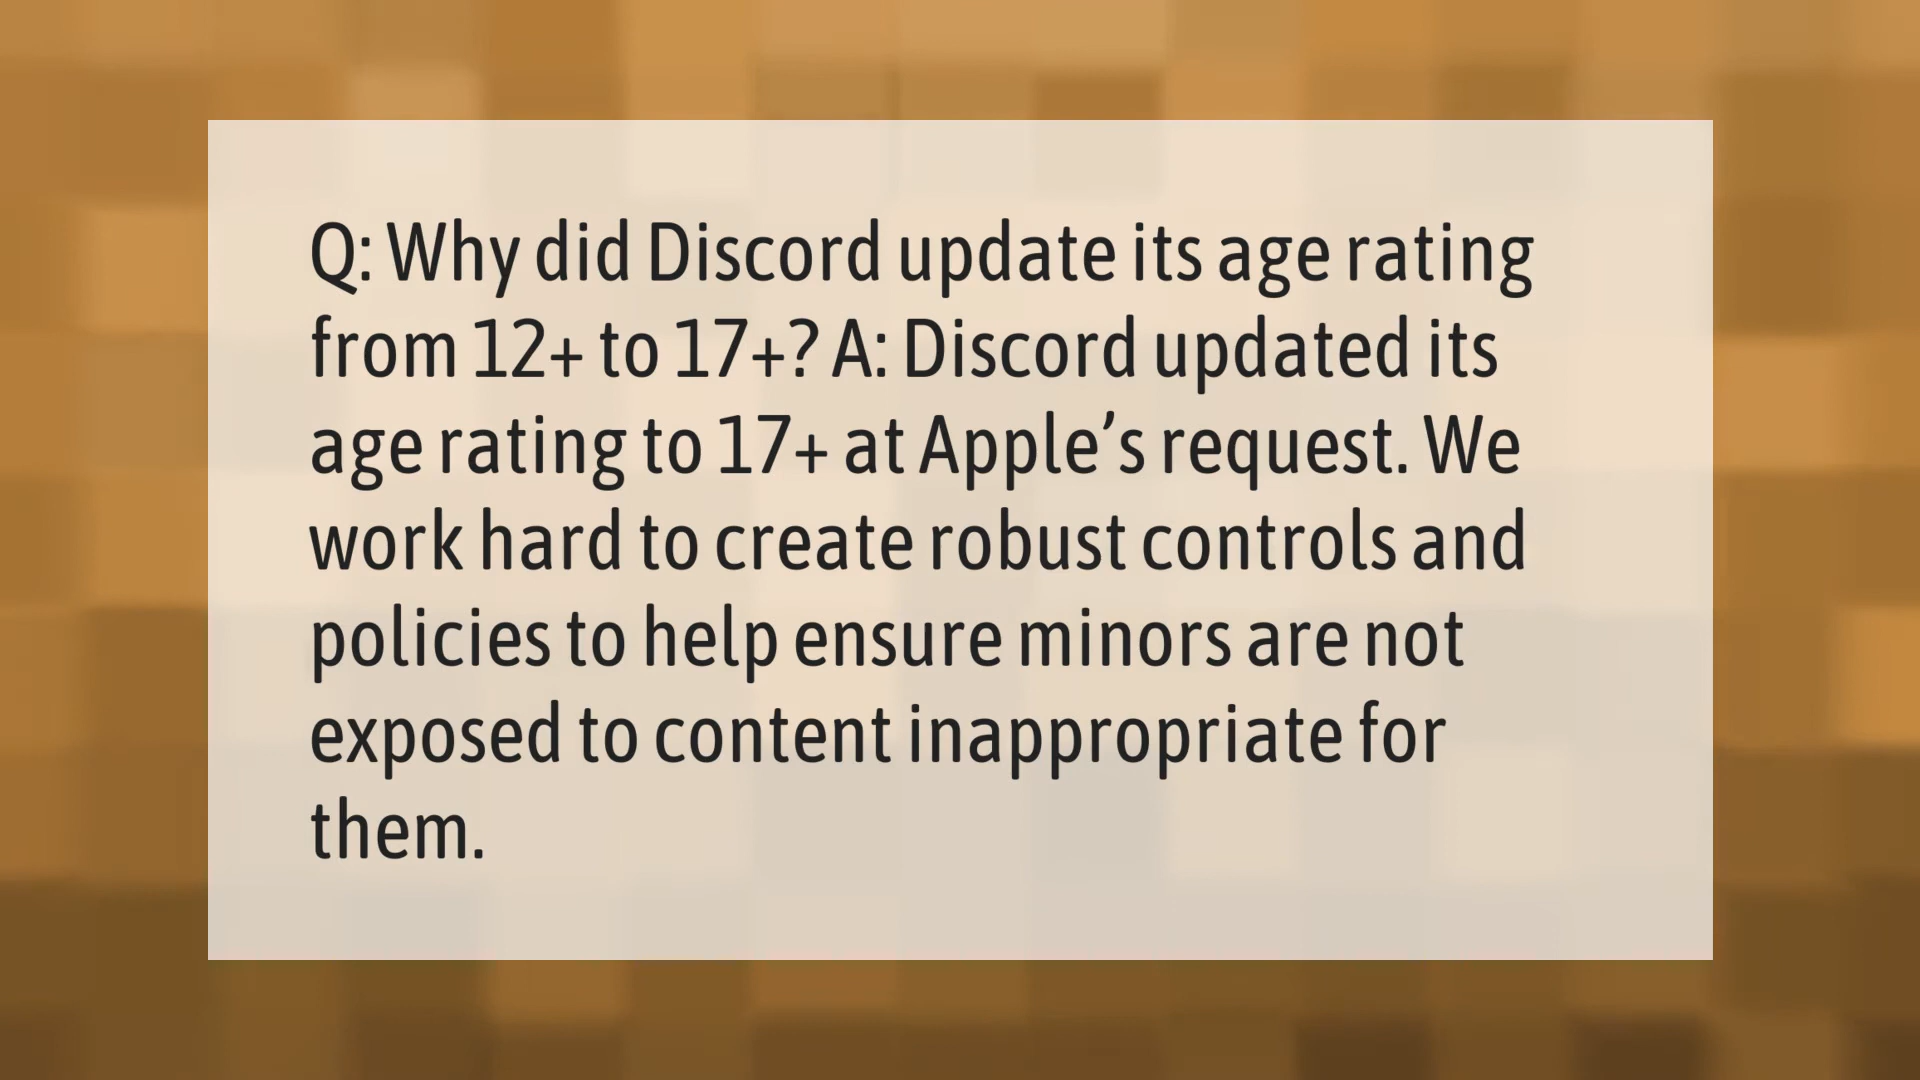 Q: Why did Discord update its age rating
from 12+ to 17+? A: Discord updated its
age rating to 17+ at Apple’s request. We
work hard to create robust controls and
policies to help ensure minors are not
exposed to content inappropriate for
them.